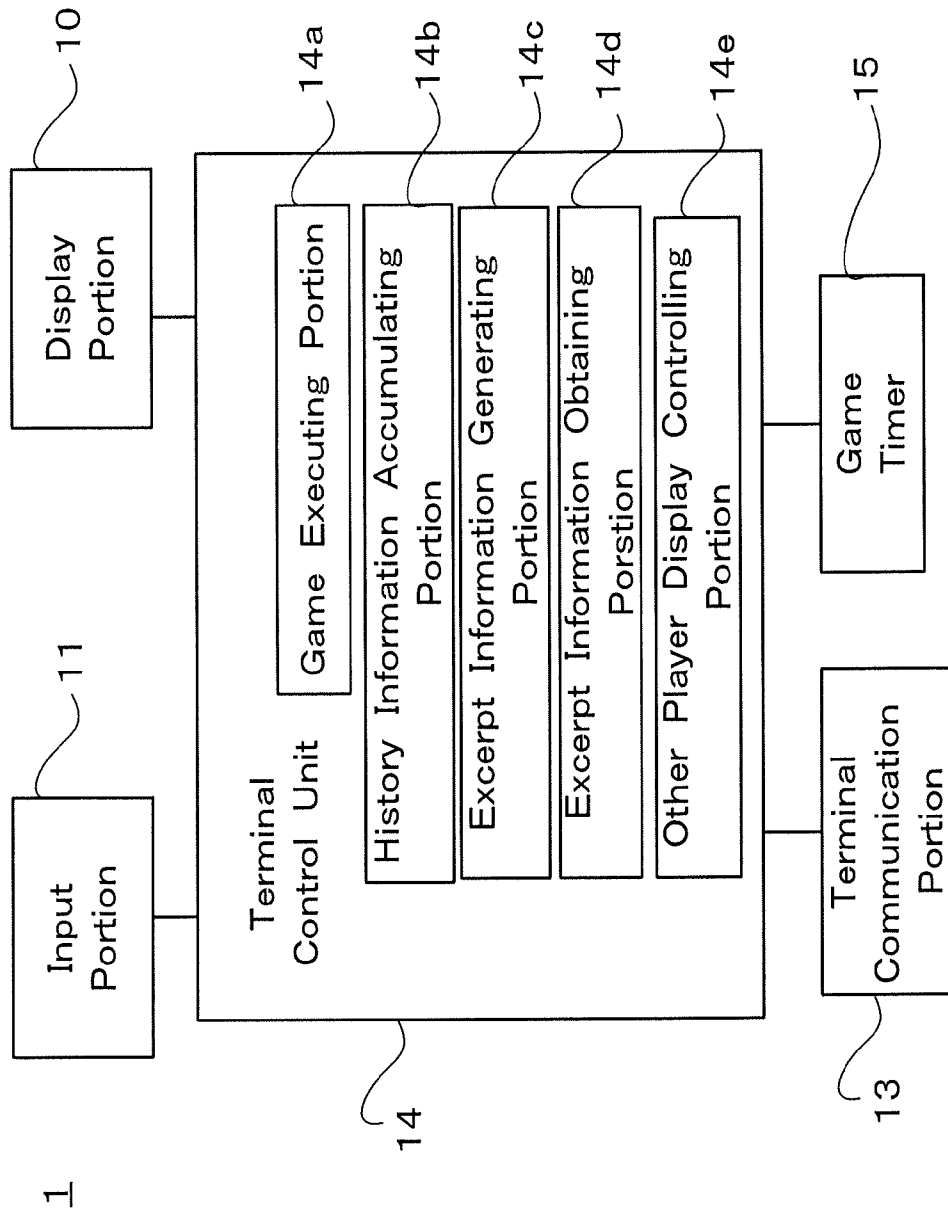 1
11
Input
Portion
10
Display
Portion
Terminal
Control Unit
14
Game Executing Portion
14a
History Information Accumulating
Portion
14b
Excerpt Information Generating
Portion
14c
Excerpt Information Obtaining
Porstion
14d
Other Player Display Controlling
Portion
14e
Terminal
Communication
Portion
13
Game
Timer
15